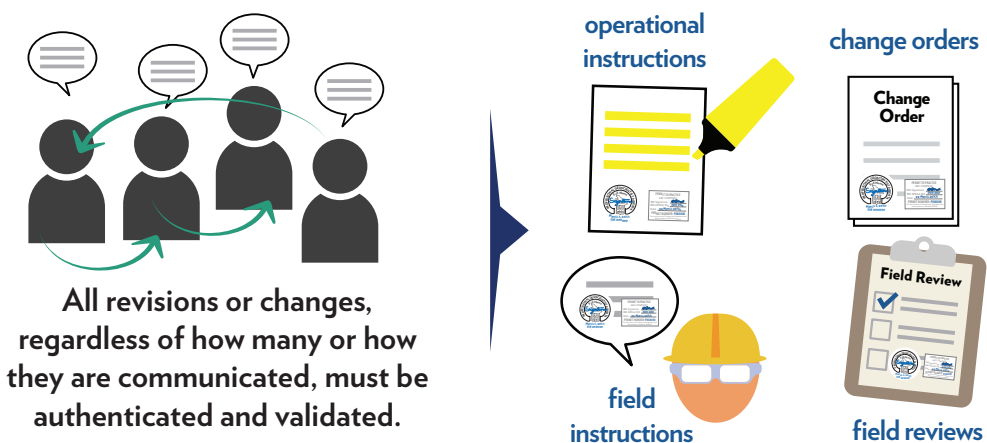 All revisions or changes,
regardless of how many or how
they are communicated, must be
authenticated and validated.
operational
instructions
change orders
Change
Order
field
instructions
Field Review
field reviews